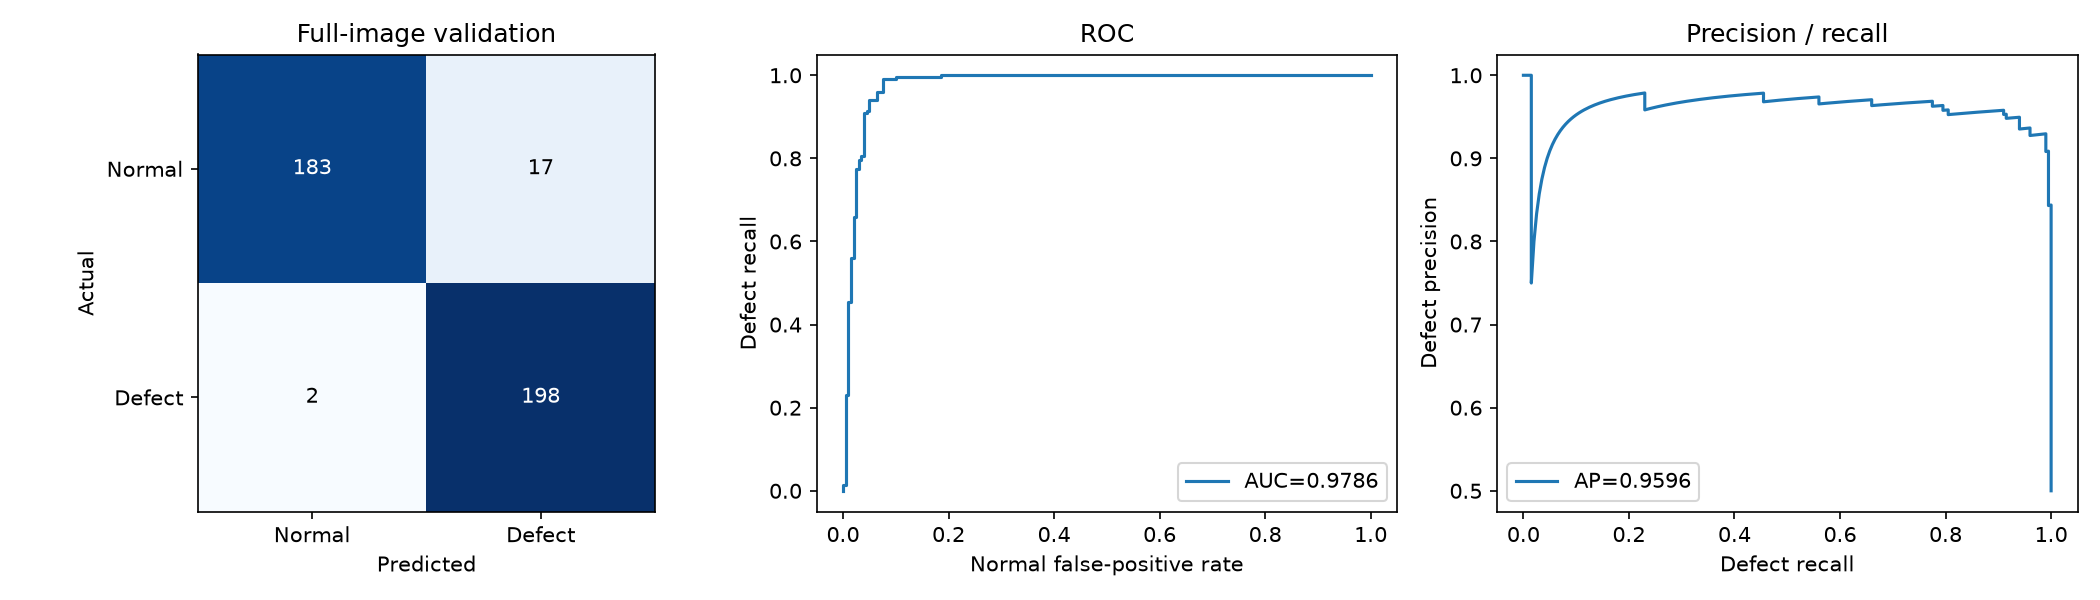 Full-image validation
Actual
Normal
Defect
183
17
2
198
Normal
Defect
Predicted
ROC
Defect recall
1.0
0.8
0.6
0.4
0.2
0.0
AUC=0.9786
0.0
0.2
0.4
0.6
0.8
1.0
Normal false-positive rate
Precision / recall
Defect precision
1.0
0.9
0.8
0.7
0.6
0.5
AP=0.9596
0.0
0.2
0.4
0.6
0.8
1.0
Defect recall